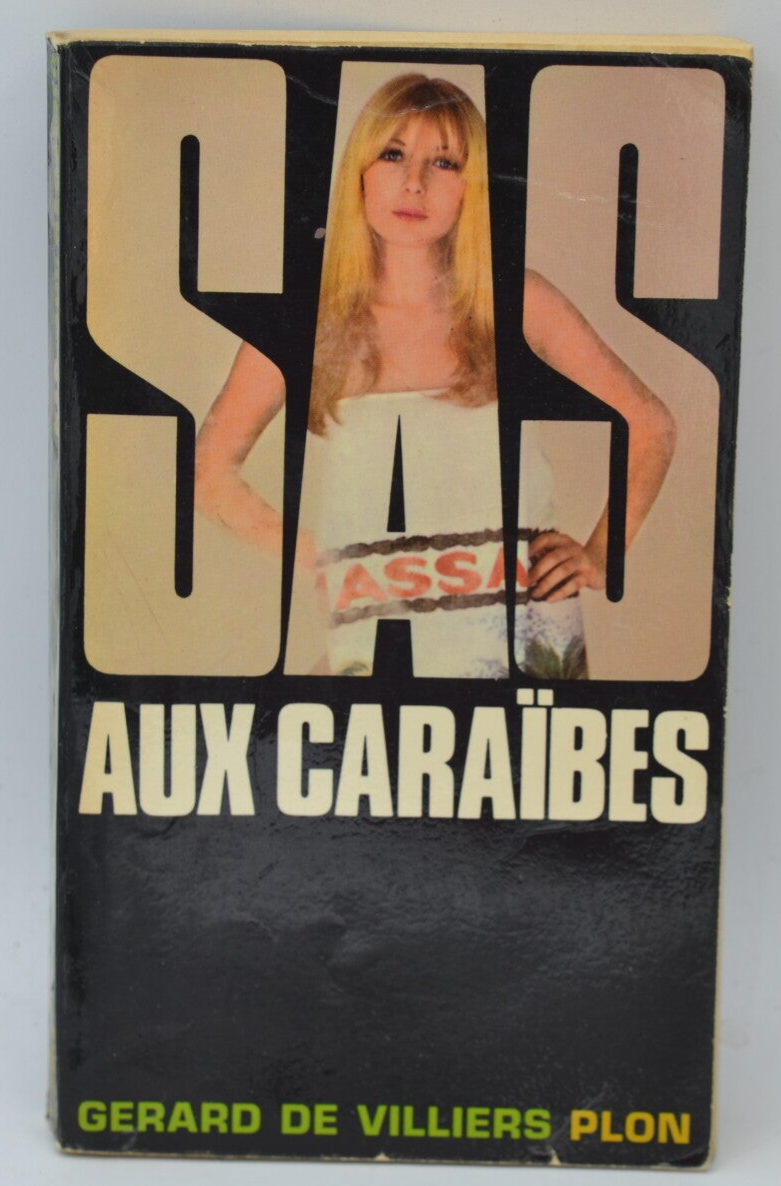 SAS
ASSA
AUX CARAÏBES
GERARD DE VILLIERS PLON